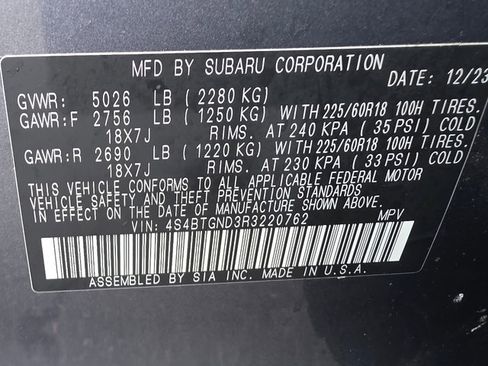 MFD BY SUBARU CORPORATION
DATE: 12/23
GVWR: 5026 LB ( 2280 KG)
GAWR:F 2756 LB ( 1250 KG) WITH 225/60R18 100H TIRES.
18X7J RIMS. AT 240 KPA ( 35 PSI) COLD
GAWR:R 2690 LB ( 1220 KG) WITH 225/60R18 100H TIRES.
18X7J RIMS. AT 230 KPA ( 33 PSI) COLD
THIS VEHICLE CONFORMS TO ALL APPLICABLE FEDERAL MOTOR
VEHICLE SAFETY, BUMPER, AND THEFT PREVENTION STANDARDS
IN EFFECT ON THE DATE OF MANUFACTURE SHOWN ABOVE.
VIN: 4S4BTGND3R3220762 MPV
ASSEMBLED BY SIA INC. MADE IN U.S.A.